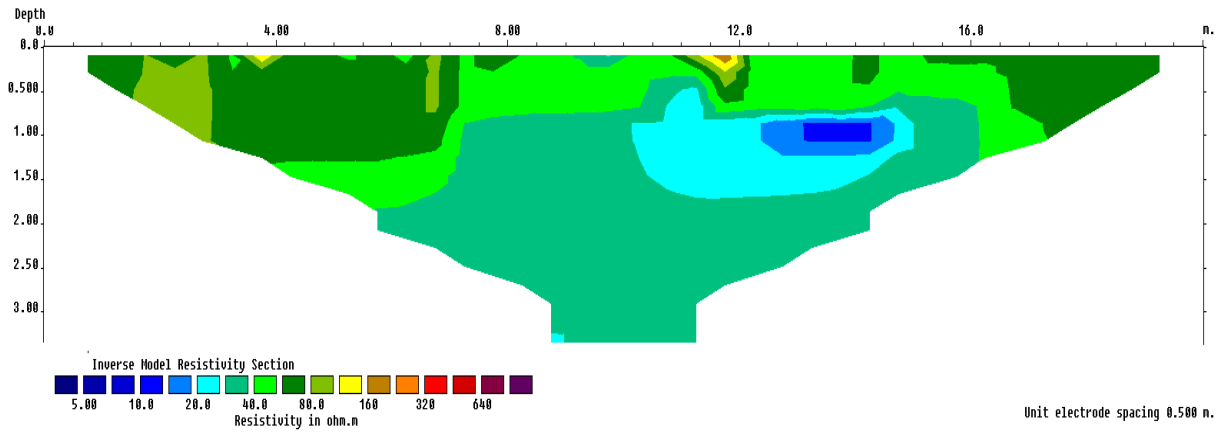 Depth
0.0 4.00 8.00 12.0 16.0 m.
0.0
0.500
1.00
1.50
2.00
2.50
3.00
Inverse Model Resistivity Section
5.00 10.0 20.0 40.0 80.0 160 320 640
Resistivity in ohm.m
Unit electrode spacing 0.500 m.